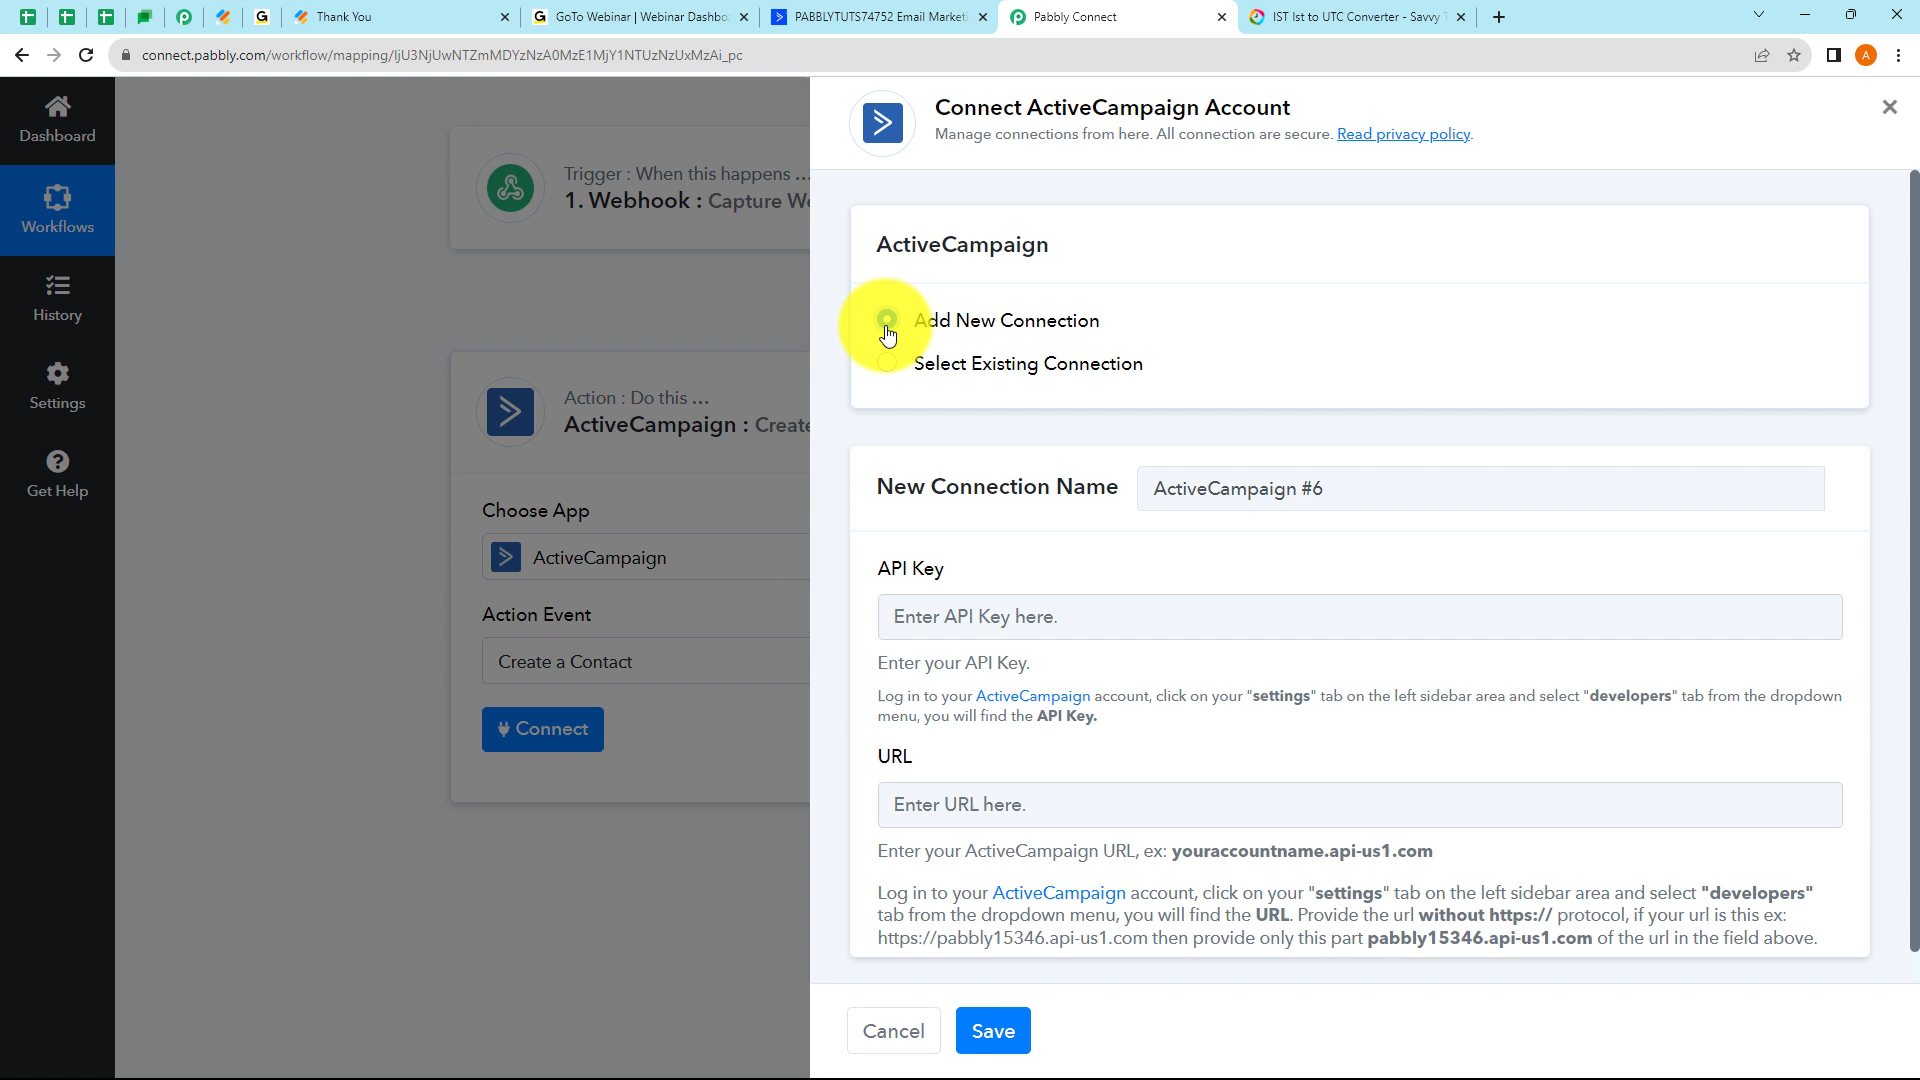 Thank You
GoTo Webinar | Webinar Dashbo
PABBLYTUTS74752 Email Marketi
Pabbly Connect
IST Ist to UTC Converter - Savvy T
connect.pabbly.com/workflow/mapping/IjU3NjUwNTZmMDYzNzA0MzE1MjY1NTUzNzUxMzAi_pc
A
Dashboard
Workflows
History
Settings
Get Help
Trigger : When this happens ...
1. Webhook : Capture We
Action : Do this ...
ActiveCampaign : Create
Choose App
ActiveCampaign
Action Event
Create a Contact
Connect
Connect ActiveCampaign Account
Manage connections from here. All connection are secure. Read privacy policy.
ActiveCampaign
Add New Connection
Select Existing Connection
New Connection Name
ActiveCampaign #6
API Key
Enter API Key here.
Enter your API Key.
Log in to your ActiveCampaign account, click on your "settings" tab on the left sidebar area and select "developers" tab from the dropdown
menu, you will find the API Key.
URL
Enter URL here.
Enter your ActiveCampaign URL, ex: youraccountname.api-us1.com
Log in to your ActiveCampaign account, click on your "settings" tab on the left sidebar area and select "developers"
tab from the dropdown menu, you will find the URL. Provide the url without https:// protocol, if your url is this ex:
https://pabbly15346.api-us1.com then provide only this part pabbly15346.api-us1.com of the url in the field above.
Cancel
Save